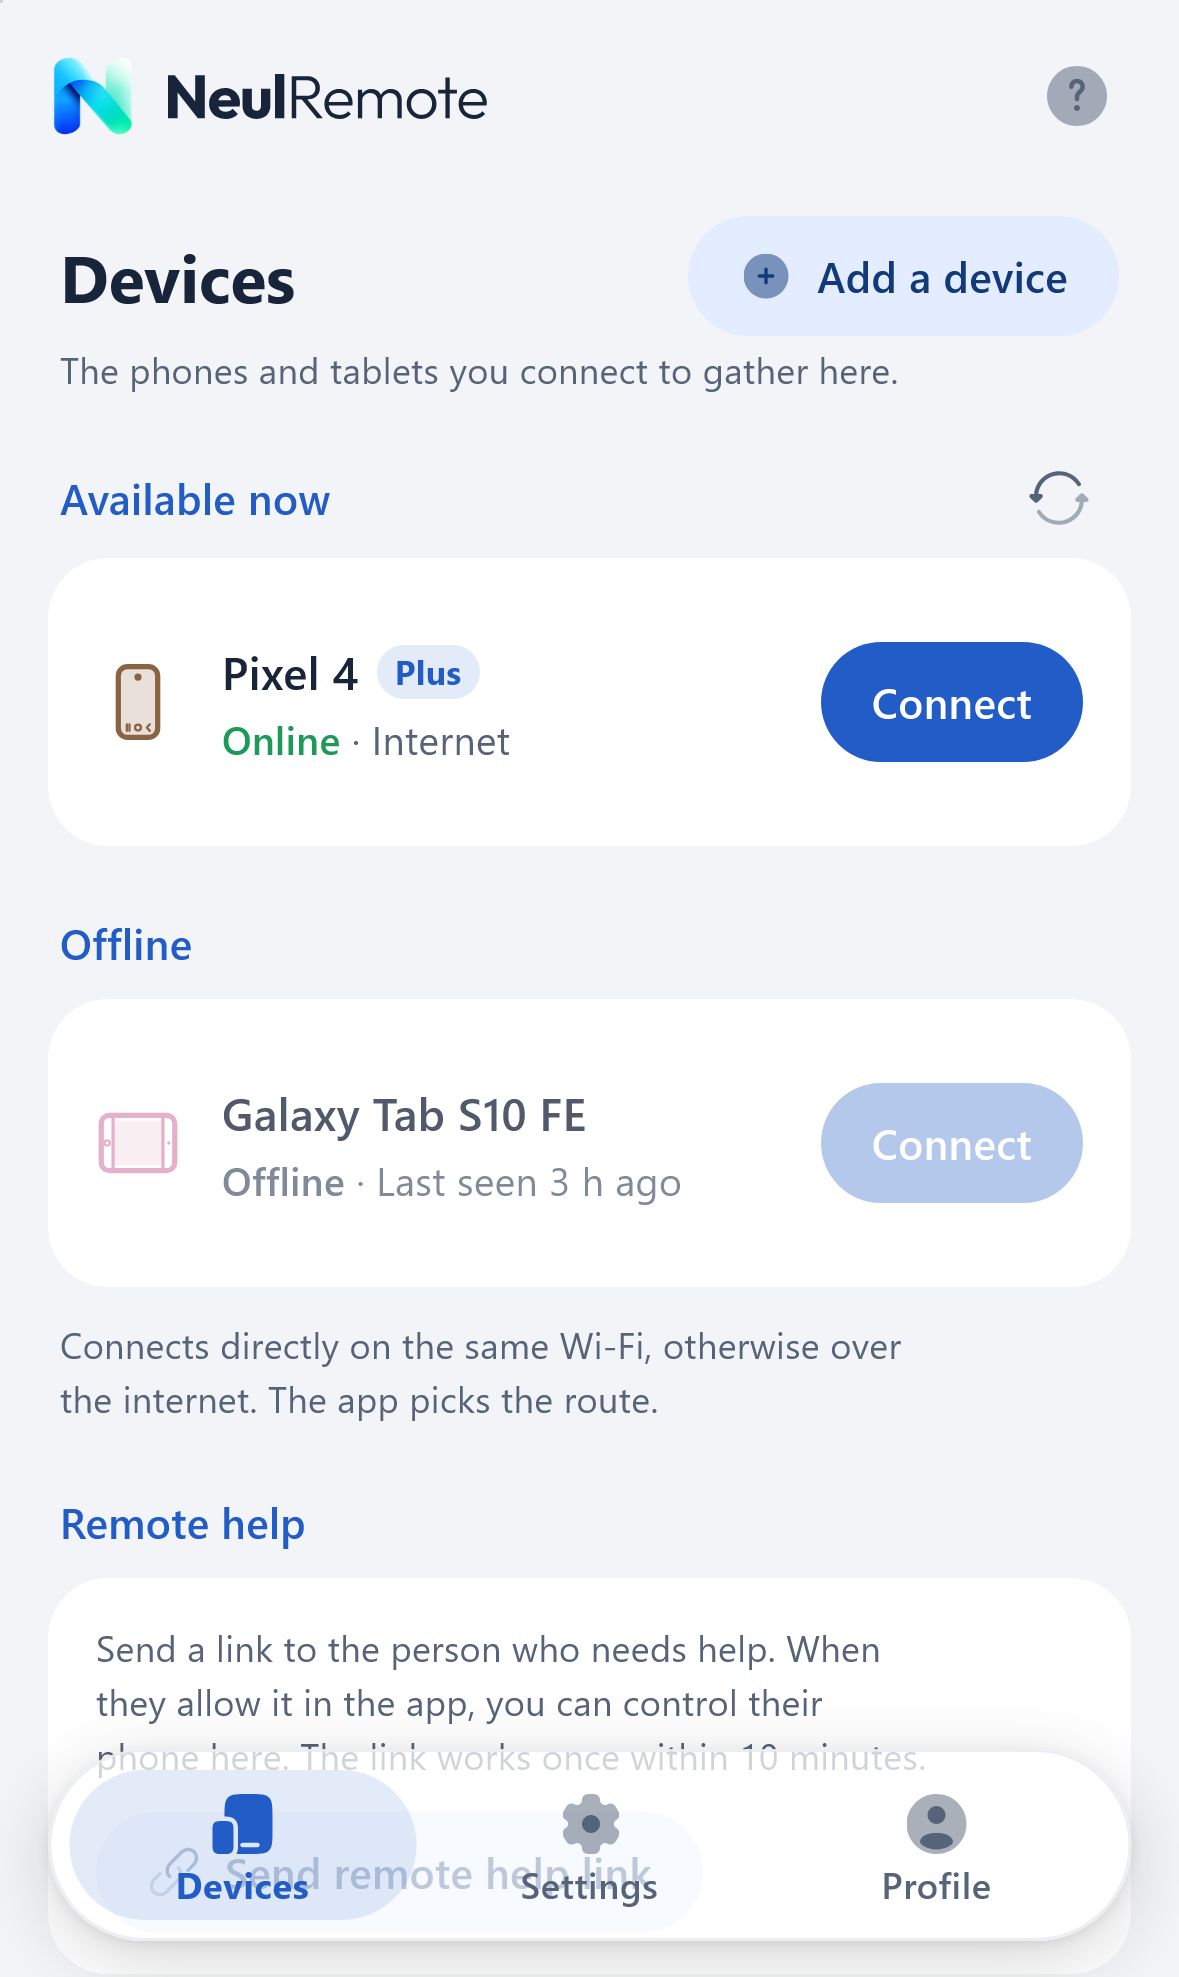 NeulRemote
?
Devices
Add a device
The phones and tablets you connect to gather here.
Available now
Pixel 4 Plus
Online · Internet
Connect
Offline
Galaxy Tab S10 FE
Offline · Last seen 3 h ago
Connect
Connects directly on the same Wi-Fi, otherwise over
the internet. The app picks the route.
Remote help
Send a link to the person who needs help. When
they allow it in the app, you can control their
phone here. The link works once within 10 minutes.
Send remote help link
Devices
Settings
Profile